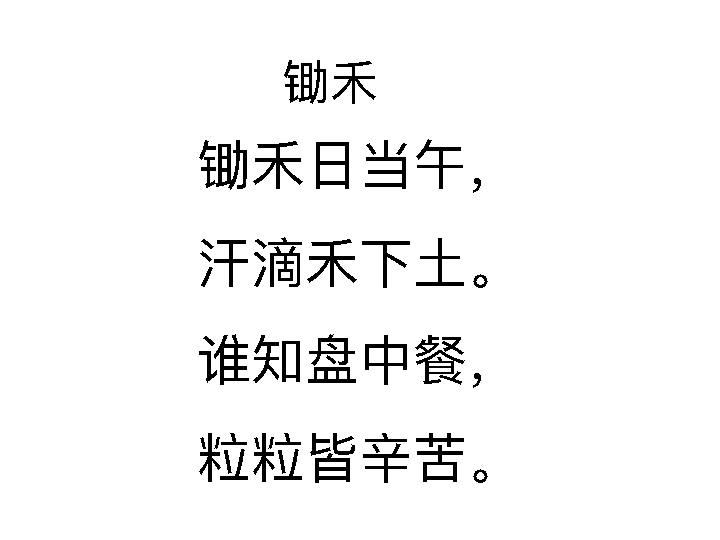 锄禾
锄禾日当午，
汗滴禾下土。
谁知盘中餐，
粒粒皆辛苦。